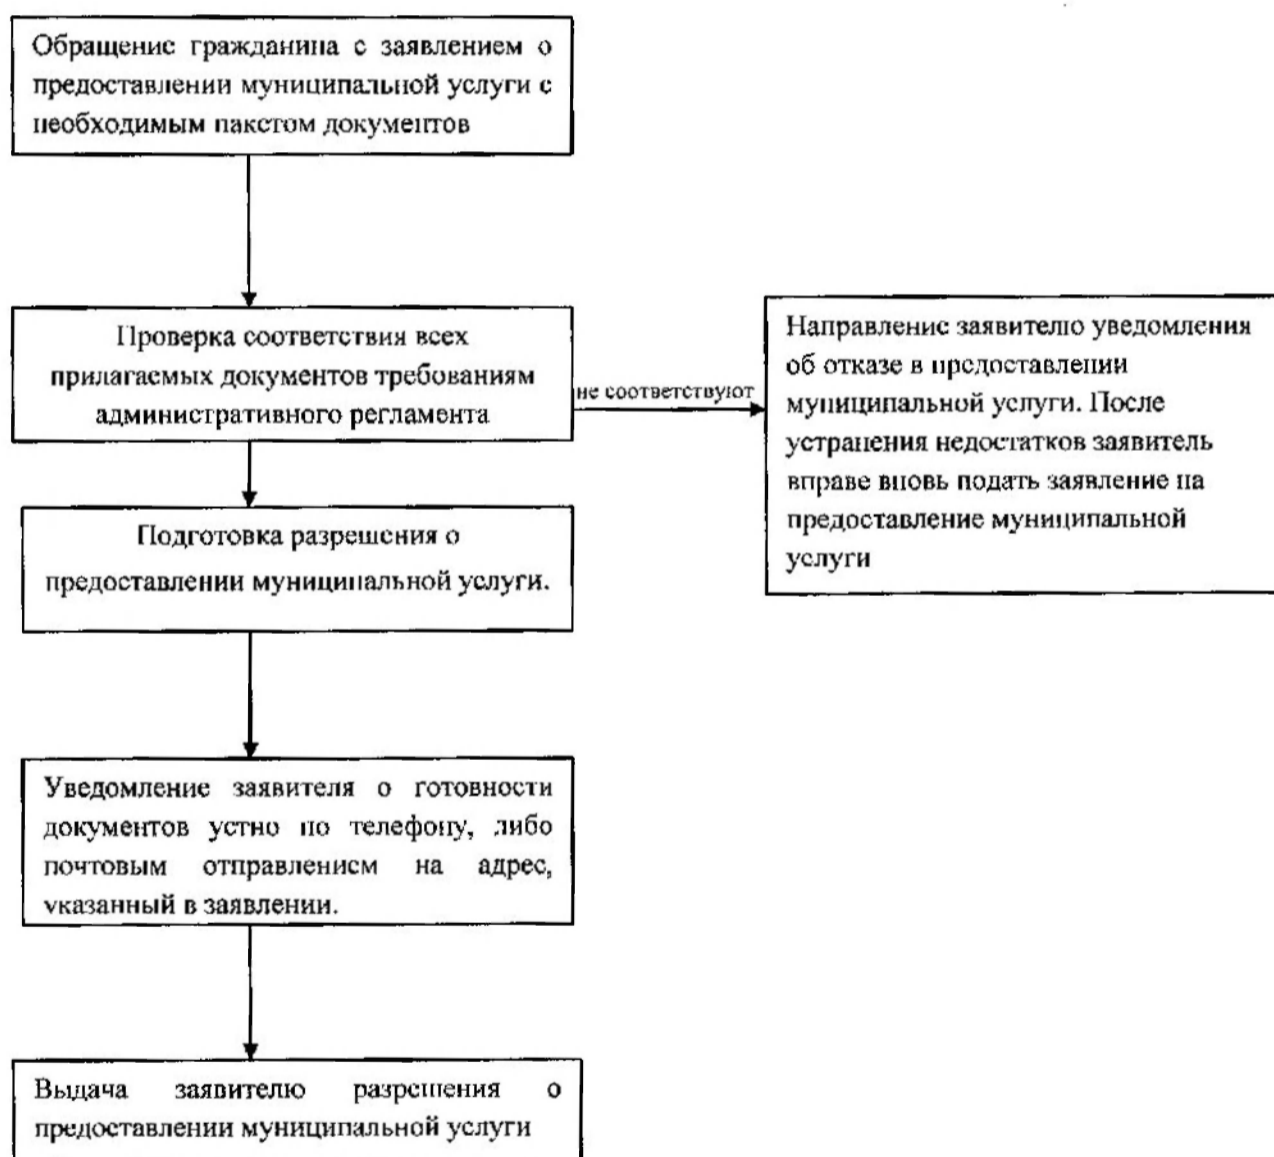 Обращение гражданина с заявлением о
предоставлении муниципальной услуги с
необходимым пакетом документов
Проверка соответствия всех
прилагаемых документов требованиям
административного регламента
не соответствуют
Направление заявителю уведомления
об отказе в предоставлении
муниципальной услуги. После
устранения недостатков заявитель
вправе вновь подать заявление на
предоставление муниципальной
услуги
Подготовка разрешения о
предоставлении муниципальной услуги.
Уведомление заявителя о готовности
документов устно по телефону, либо
почтовым отправлением на адрес,
указанный в заявлении.
Выдача заявителю разрешения о
предоставлении муниципальной услуги